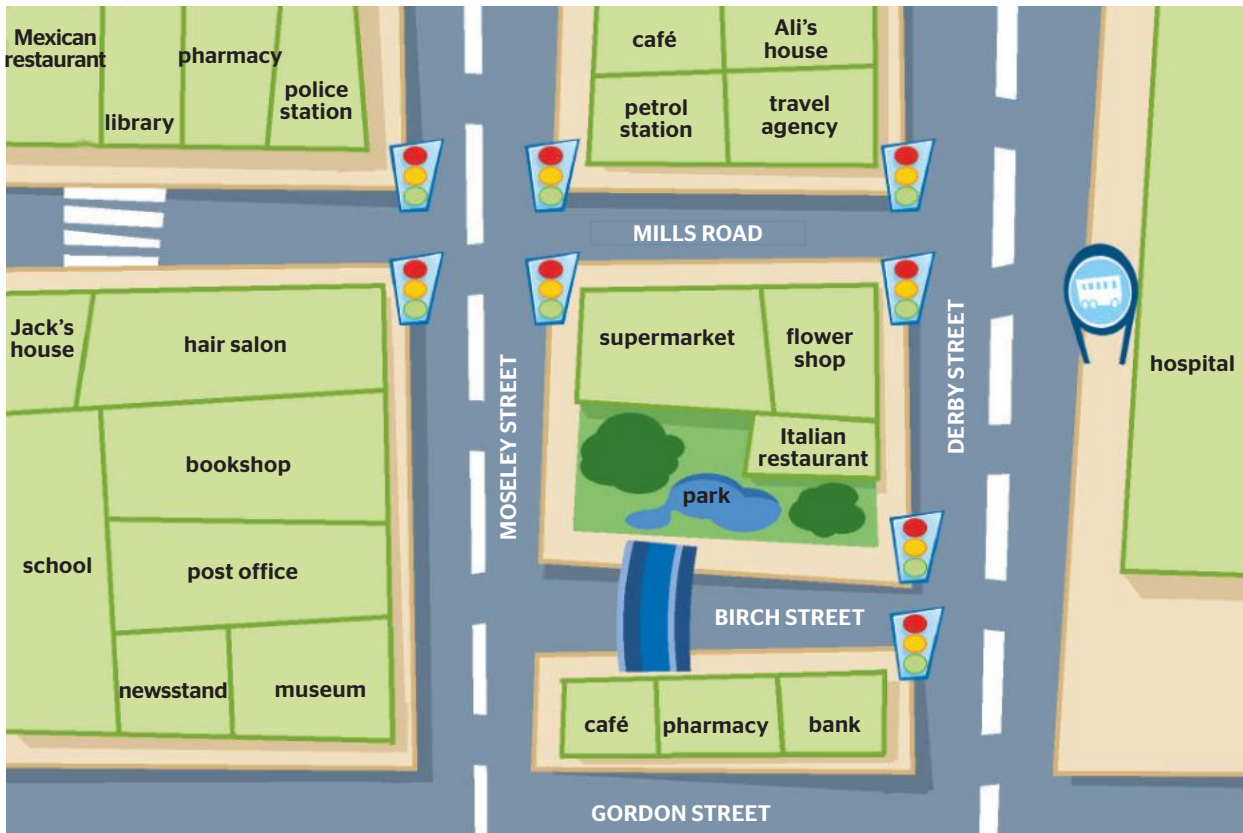 Mexican
restaurant
library
pharmacy
police
station
café
Ali’s
house
petrol
station
travel
agency
MILLS ROAD
Jack’s
house
hair salon
supermarket
flower
shop
hospital
MOSELEY STREET
DERBY STREET
bookshop
Italian
restaurant
park
school
post office
BIRCH STREET
newsstand
museum
café
pharmacy
bank
GORDON STREET